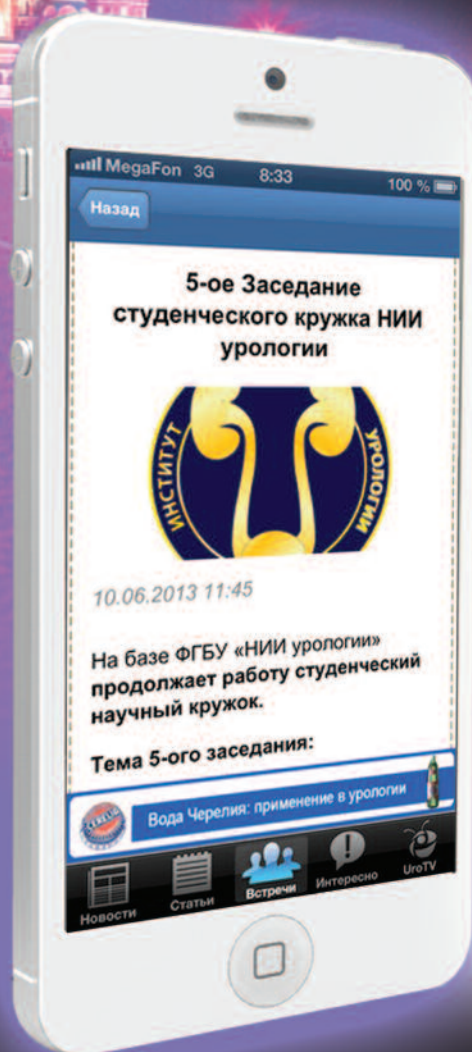 MegaFon 3G 8:33 100 %
Назад
5-ое Заседание
студенческого кружка НИИ
урологии
ИНСТИТУТ УРОЛОГИИ
10.06.2013 11:45
На базе ФГБУ «НИИ урологии»
продолжает работу студенческий
научный кружок.
Тема 5-ого заседания:
Вода Черелия: применение в урологии
Новости Статьи Встречи Интересно UroTV